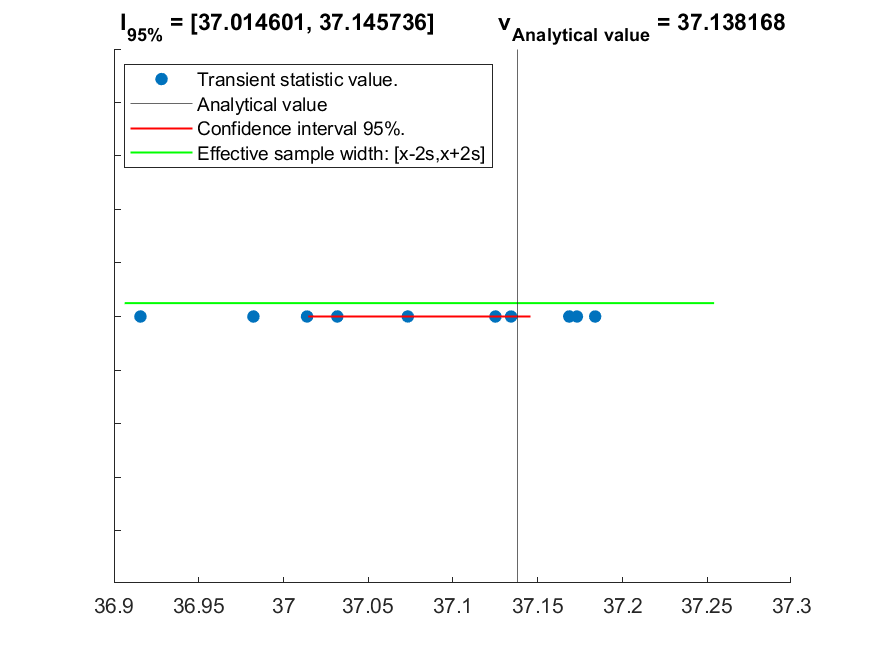 I95% = [37.014601, 37.145736] vAnalytical value = 37.138168
Transient statistic value.
Analytical value
Confidence interval 95%.
Effective sample width: [x-2s,x+2s]
36.9 36.95 37 37.05 37.1 37.15 37.2 37.25 37.3